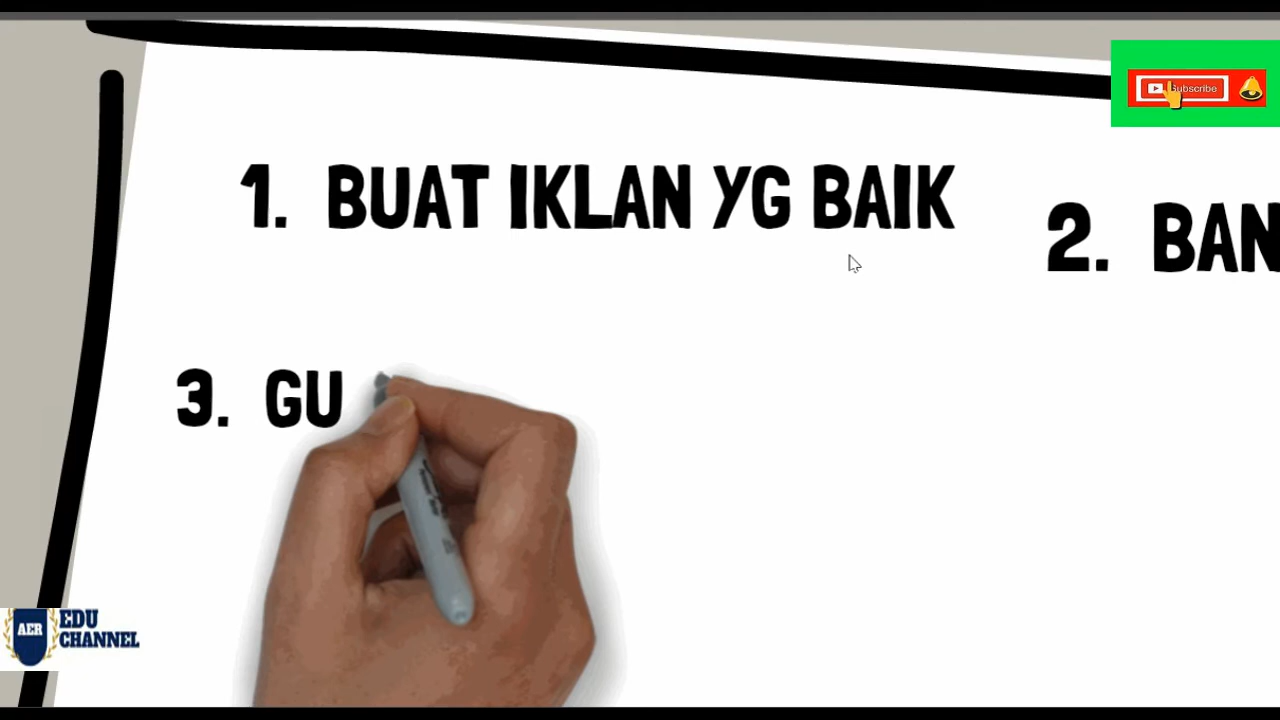 1. BUAT IKLAN YG BAIK
2. BAN
3. GU
Subscribe
AER
EDU
CHANNEL